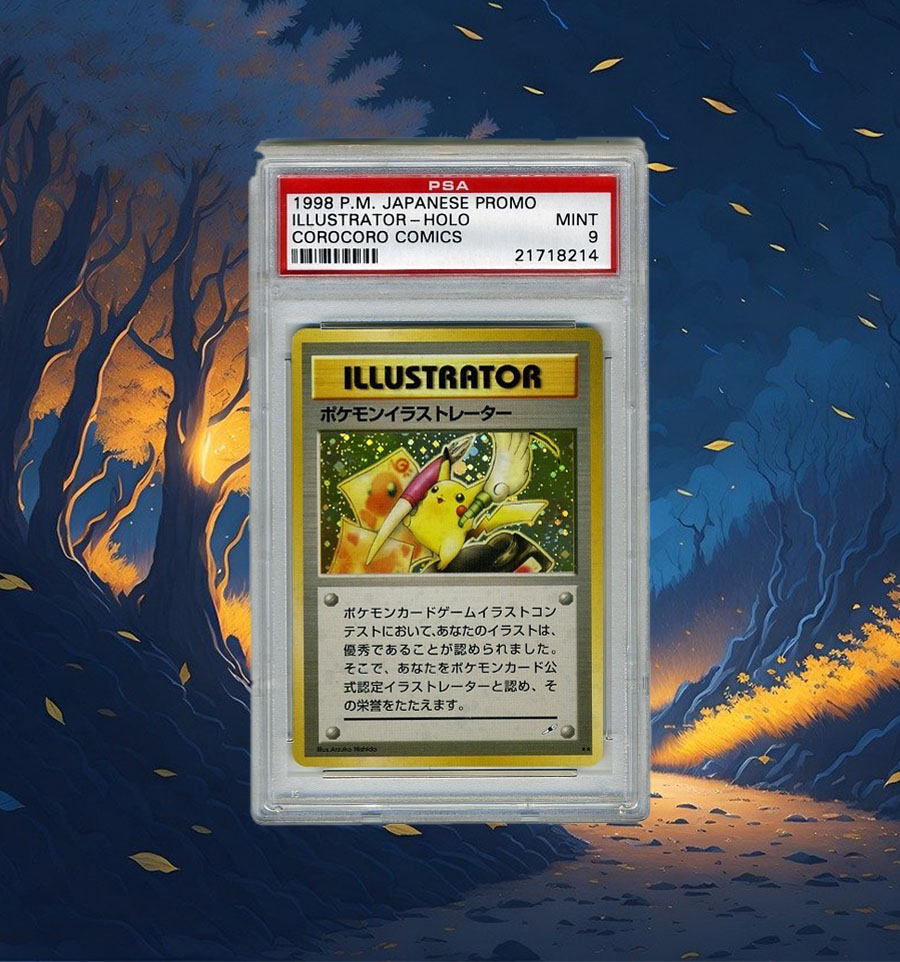 PSA
1998 P.M. JAPANESE PROMO
ILLUSTRATOR-HOLO MINT
COROCORO COMICS 9
21718214
ILLUSTRATOR
ポケモンイラストレーター
ポケモンカードゲームイラストコン
テストにおいて、あなたのイラストは、
優秀であることが認められました。
そこで、あなたをポケモンカード公
式認定イラストレーターと認め、そ
の栄誉をたたえます。
Illus.Atsuko Nishida